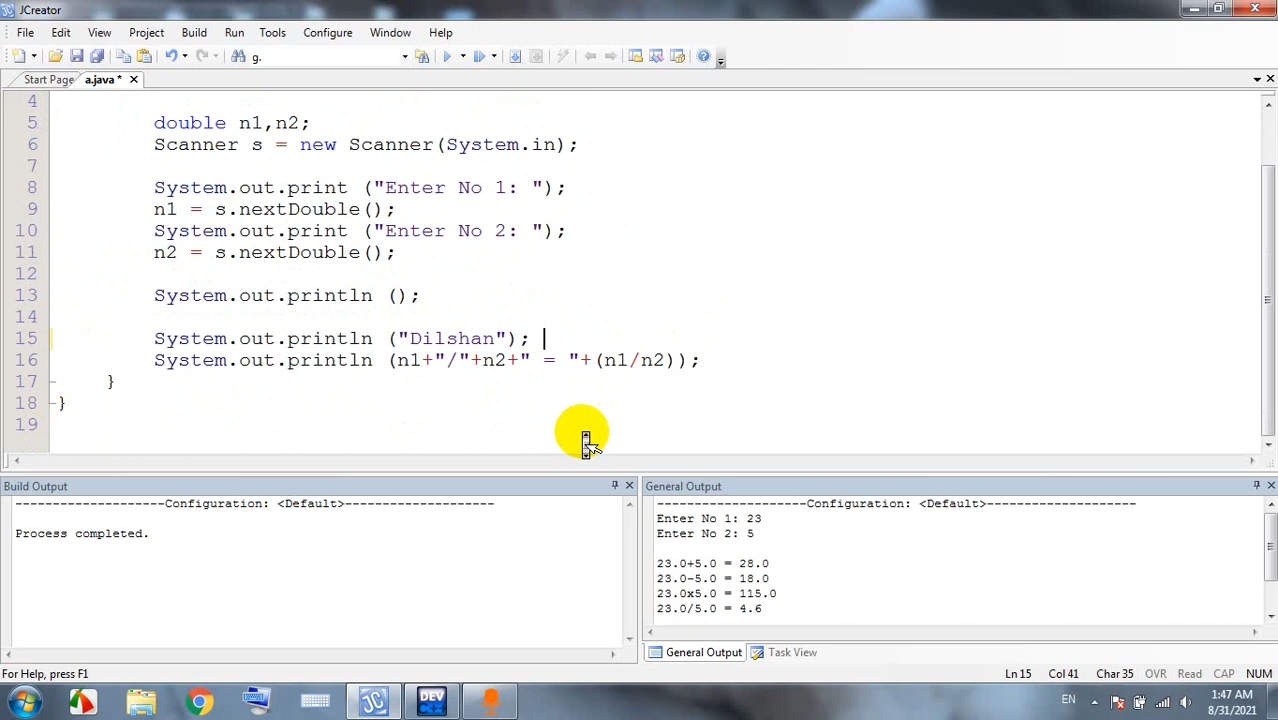 JCreator
File Edit View Project Build Run Tools Configure Window Help
g.
Start Page a.java *
4
5 double n1,n2;
6 Scanner s = new Scanner(System.in);
7
8 System.out.print ("Enter No 1: ");
9 n1 = s.nextDouble();
10 System.out.print ("Enter No 2: ");
11 n2 = s.nextDouble();
12
13 System.out.println ();
14
15 System.out.println ("Dilshan");
16 System.out.println (n1+"/"+n2+" = "+(n1/n2));
17 }
18 }
19
Build Output
--------------------Configuration: <Default>--------------------
Process completed.
General Output
--------------------Configuration: <Default>--------------------
Enter No 1: 23
Enter No 2: 5
23.0+5.0 = 28.0
23.0-5.0 = 18.0
23.0x5.0 = 115.0
23.0/5.0 = 4.6
General Output Task View
For Help, press F1
Ln 15 Col 41 Char 35 OVR Read CAP NUM
JC DEV C++ EN 1:47 AM
8/31/2021